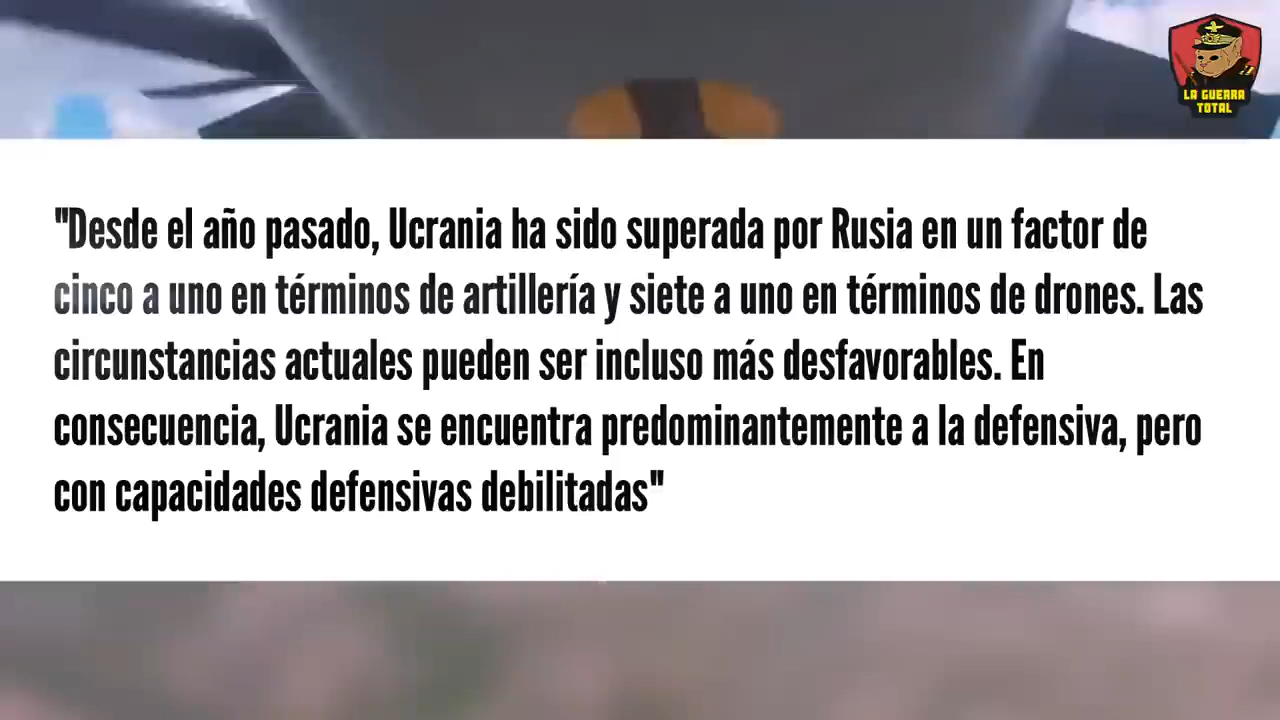 LA GUERRA
TOTAL
"Desde el año pasado, Ucrania ha sido superada por Rusia en un factor de
cinco a uno en términos de artillería y siete a uno en términos de drones. Las
circunstancias actuales pueden ser incluso más desfavorables. En
consecuencia, Ucrania se encuentra predominantemente a la defensiva, pero
con capacidades defensivas debilitadas"